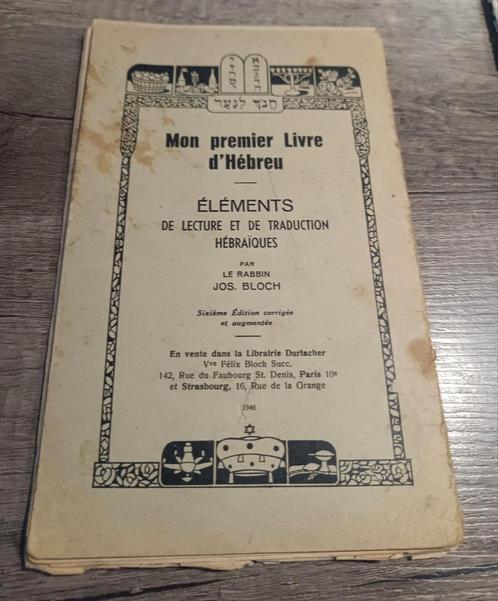 חנך לנער
Mon premier Livre
d'Hébreu
ÉLÉMENTS
DE LECTURE ET DE TRADUCTION
HÉBRAÏQUES
PAR
LE RABBIN
JOS. BLOCH
Sixième Édition corrigée
et augmentée
En vente dans la Librairie Durlacher
Vve Félix Bloch Succ.
142, Rue du Faubourg St. Denis, Paris 10e
et Strasbourg, 16, Rue de la Grange
1946